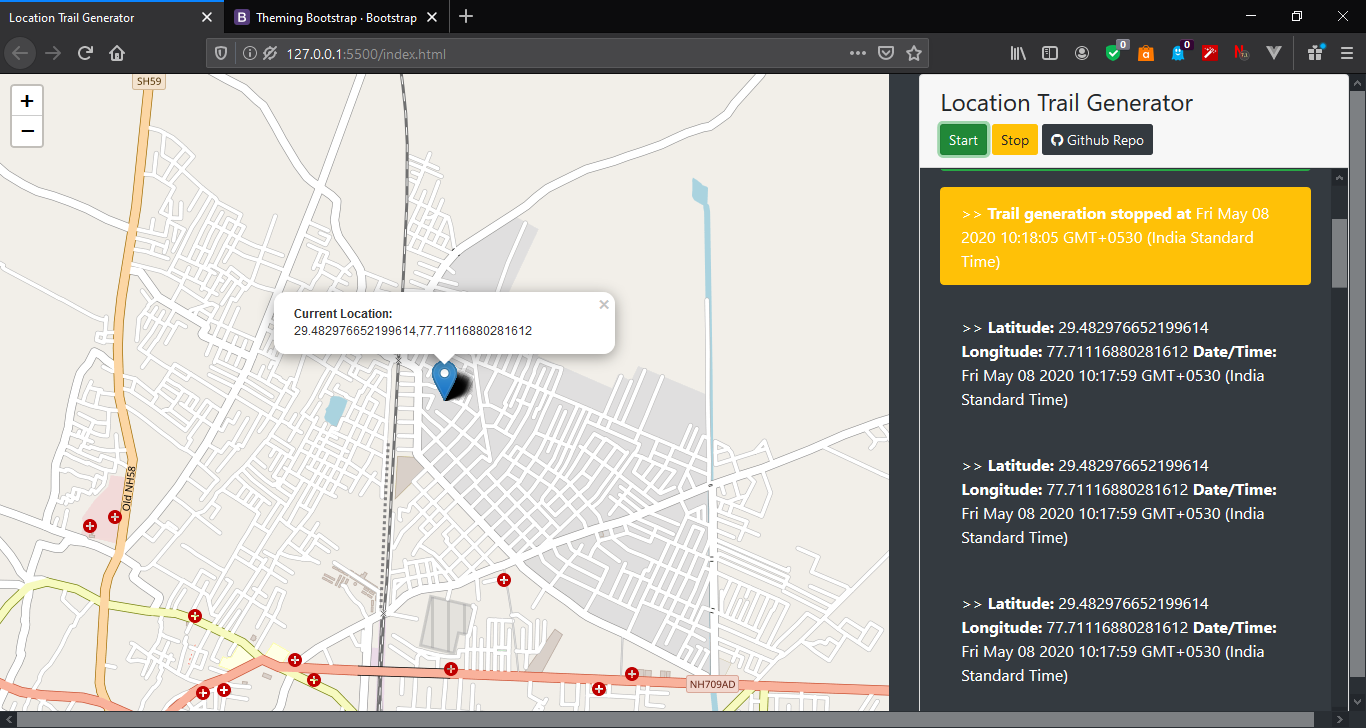 Location Trail Generator
Theming Bootstrap · Bootstrap
127.0.0.1:5500/index.html
0
0
SH59
+
−
Old NH58
NH709AD
Current Location:
29.482976652199614,77.71116880281612
Location Trail Generator
Start Stop Github Repo
>> Trail generation stopped at Fri May 08
2020 10:18:05 GMT+0530 (India Standard
Time)
>> Latitude: 29.482976652199614
Longitude: 77.71116880281612 Date/Time:
Fri May 08 2020 10:17:59 GMT+0530 (India
Standard Time)
>> Latitude: 29.482976652199614
Longitude: 77.71116880281612 Date/Time:
Fri May 08 2020 10:17:59 GMT+0530 (India
Standard Time)
>> Latitude: 29.482976652199614
Longitude: 77.71116880281612 Date/Time:
Fri May 08 2020 10:17:59 GMT+0530 (India
Standard Time)